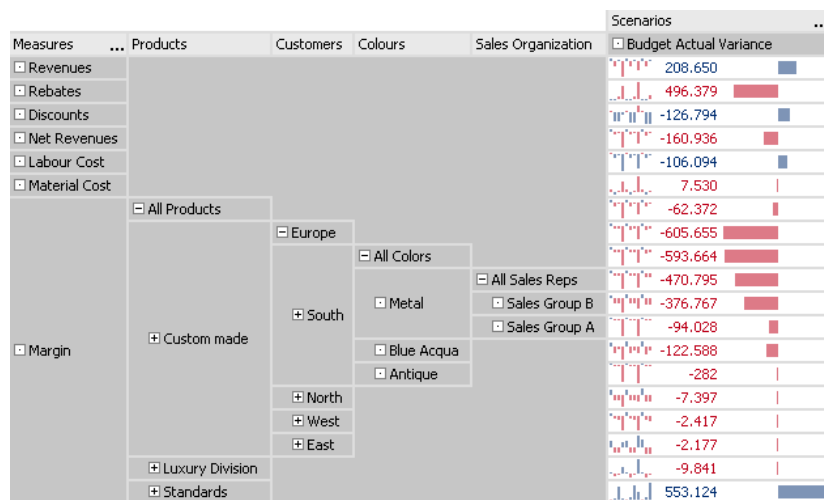 Scenarios ...
Measures ... Products Customers Colours Sales Organization Budget Actual Variance
Revenues 208.650
Rebates 496.379
Discounts -126.794
Net Revenues -160.936
Labour Cost -106.094
Material Cost 7.530
All Products -62.372
Europe -605.655
All Colors -593.664
All Sales Reps -470.795
South Metal Sales Group B -376.767
Sales Group A -94.028
Margin Custom made Blue Acqua -122.588
Antique -282
North -7.397
West -2.417
East -2.177
Luxury Division -9.841
Standards 553.124